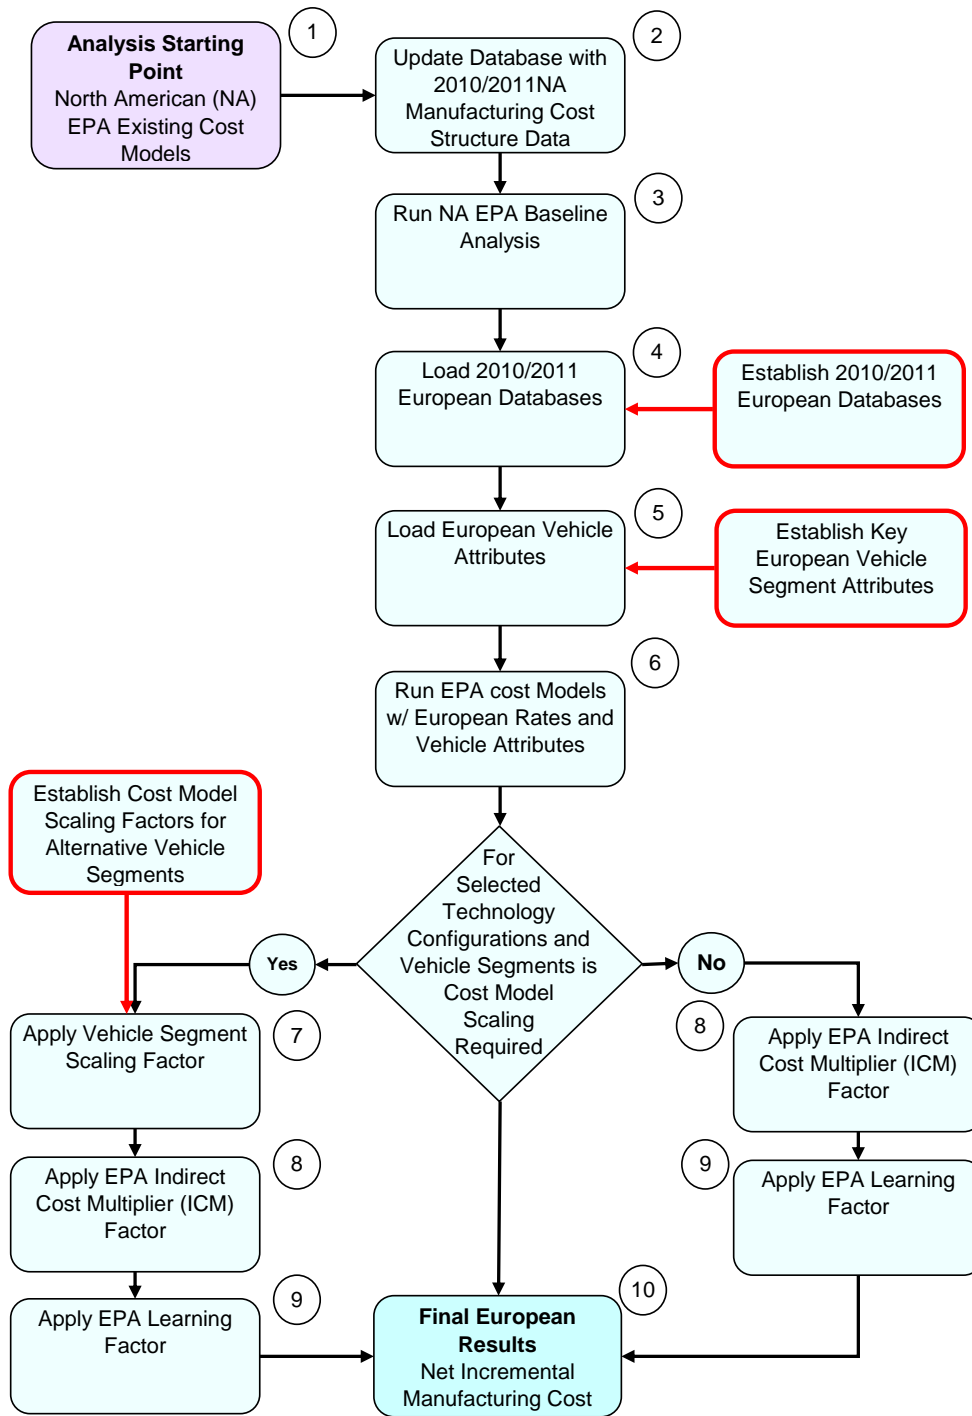 Analysis Starting
Point
North American (NA)
EPA Existing Cost
Models
1
Update Database with
2010/2011NA
Manufacturing Cost
Structure Data
2
Run NA EPA Baseline
Analysis
3
Load 2010/2011
European Databases
4
Establish 2010/2011
European Databases
Load European Vehicle
Attributes
5
Establish Key
European Vehicle
Segment Attributes
Run EPA cost Models
w/ European Rates and
Vehicle Attributes
6
Establish Cost Model
Scaling Factors for
Alternative Vehicle
Segments
For
Selected
Technology
Configurations and
Vehicle Segments is
Cost Model
Scaling
Required
Yes
No
Apply Vehicle Segment
Scaling Factor
7
8
Apply EPA Indirect
Cost Multiplier (ICM)
Factor
Apply EPA Indirect
Cost Multiplier (ICM)
Factor
8
9
Apply EPA Learning
Factor
Apply EPA Learning
Factor
9
Final European
Results
Net Incremental
Manufacturing Cost
10